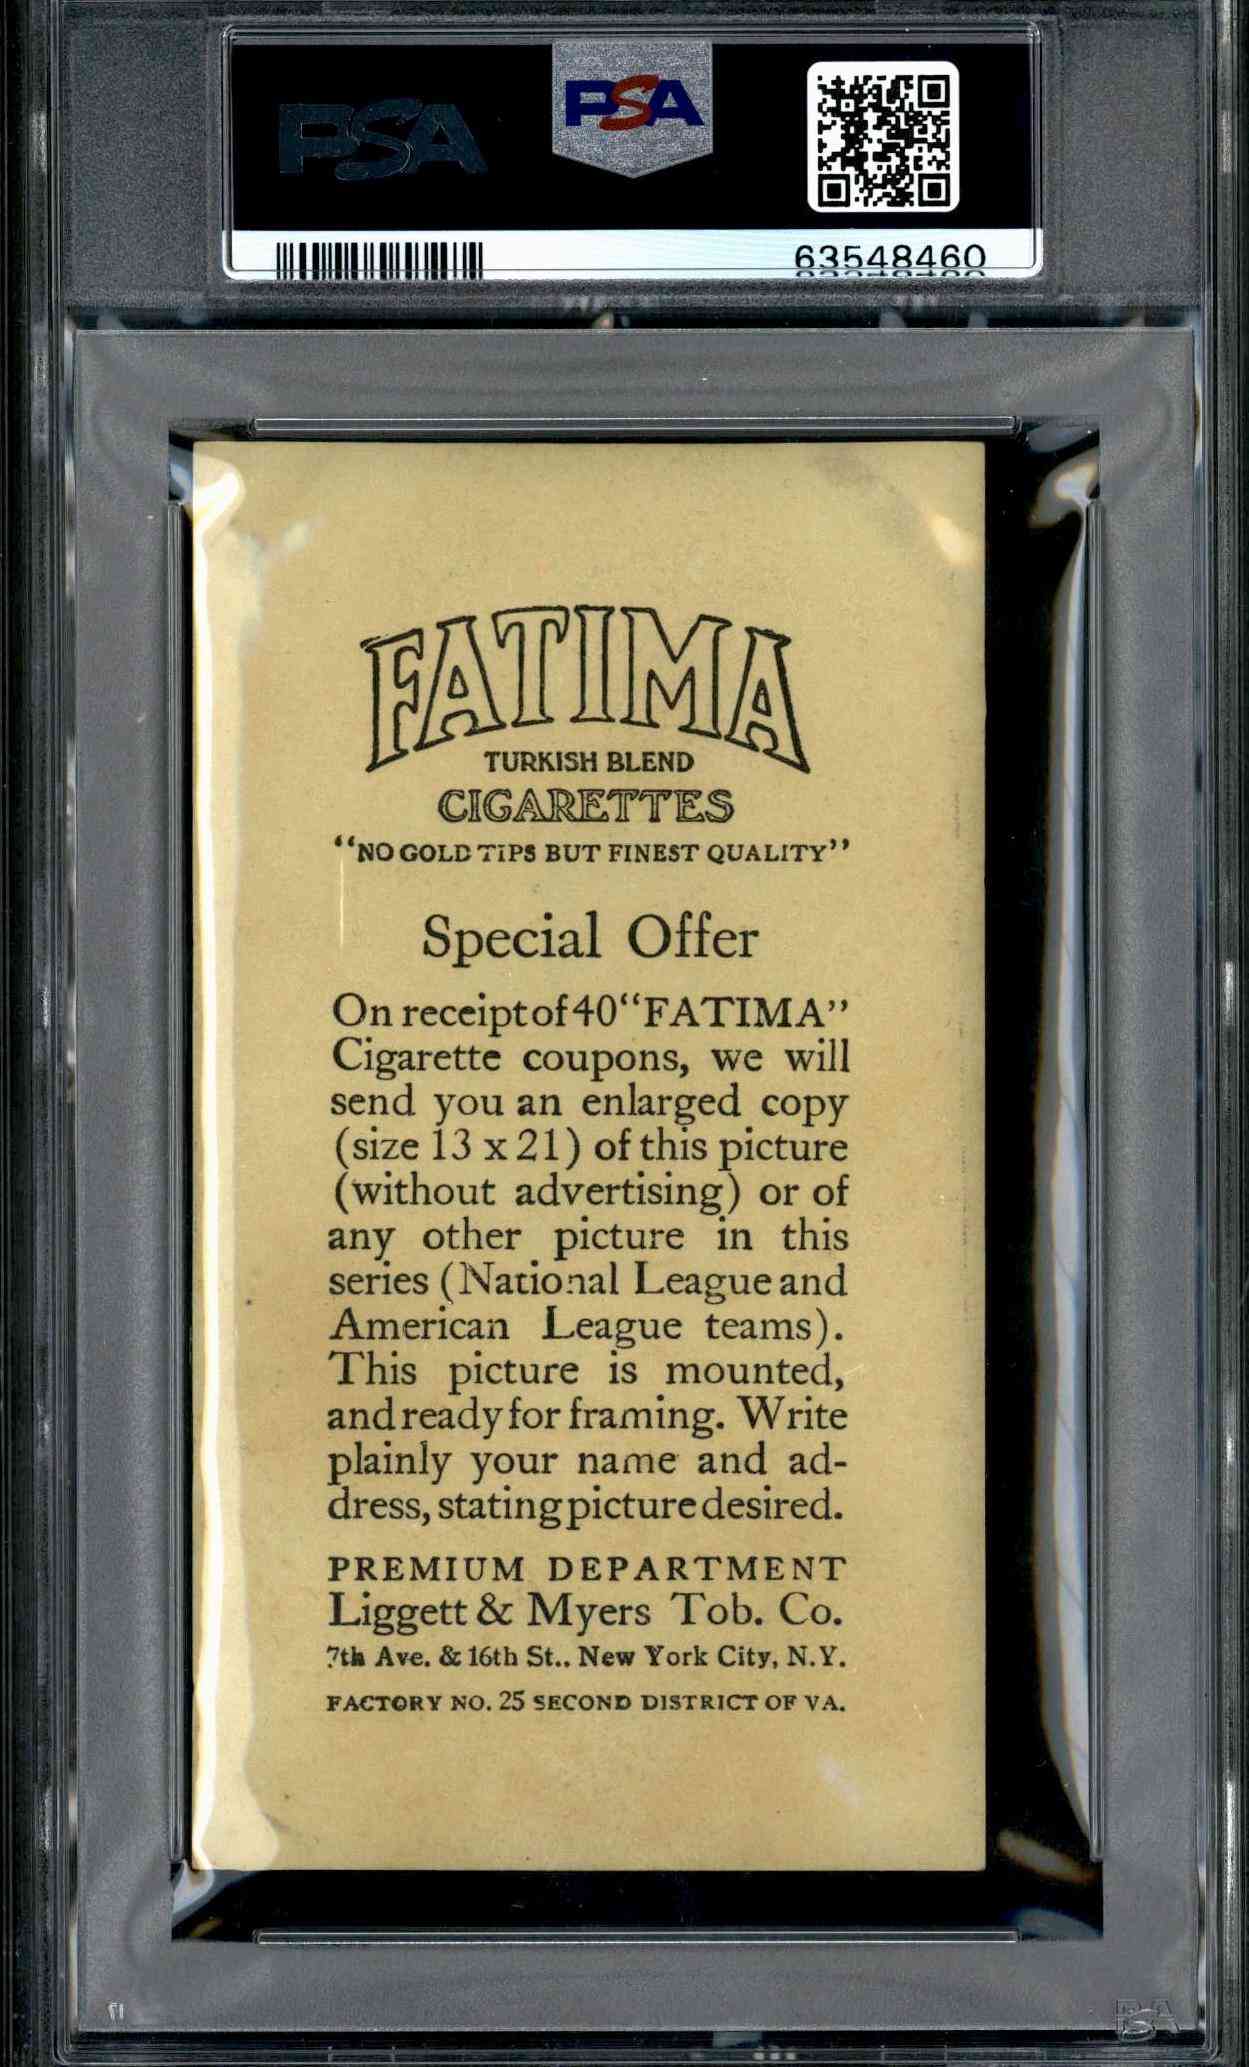 PSA
PSA
63548460
FATIMA
TURKISH BLEND
CIGARETTES
“NO GOLD TIPS BUT FINEST QUALITY”
Special Offer
On receipt of 40 “FATIMA”
Cigarette coupons, we will
send you an enlarged copy
(size 13 x 21) of this picture
(without advertising) or of
any other picture in this
series (National League and
American League teams).
This picture is mounted,
and ready for framing. Write
plainly your name and ad-
dress, stating picture desired.
PREMIUM DEPARTMENT
Liggett & Myers Tob. Co.
7th Ave. & 16th St., New York City, N.Y.
FACTORY NO. 25 SECOND DISTRICT OF VA.
17
PSA